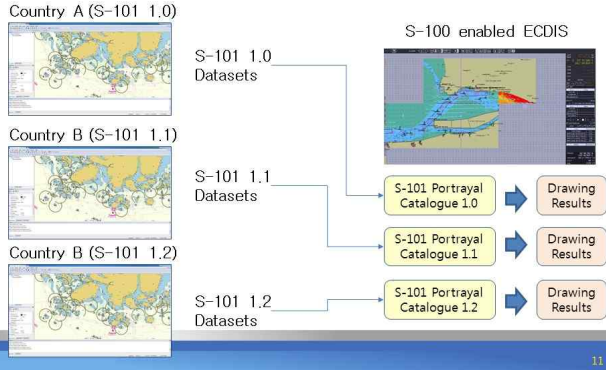 Country A (S-101 1.0)
S-101 1.0
Datasets
S-100 enabled ECDIS
Country B (S-101 1.1)
S-101 1.1
Datasets
S-101 Portrayal
Catalogue 1.0
Drawing
Results
S-101 Portrayal
Catalogue 1.1
Drawing
Results
Country B (S-101 1.2)
S-101 1.2
Datasets
S-101 Portrayal
Catalogue 1.2
Drawing
Results
11